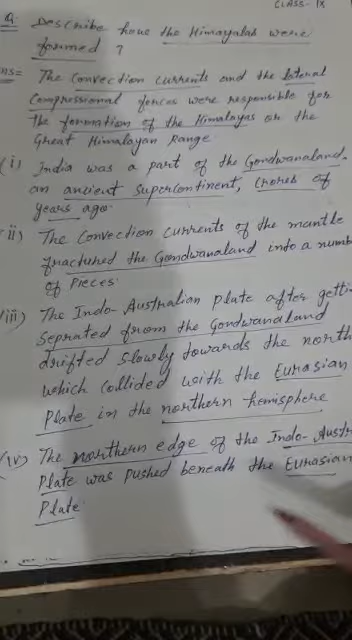 CLASS- IX
Q. Describe how the Himayalas were
formed ?
Ans= The Convection currents and the lateral
Compressional forces were responsible for
the formation of the Himalayas or the
Great Himalayan Range.
(i) India was a part of the Gondwanaland,
an ancient Supercontinent, Crores of
years ago.
ii) The Convection currents of the mantle
fractured the Gondwanaland into a numb
of Pieces.
iii) The Indo-Australian plate after getti
Seprated from the Gondwanaland
drifted slowly towards the north
which collided with the Eurasian
Plate in the northern hemisphere
(iv) The northern edge of the Indo-Austr
Plate was pushed beneath the Eurasian
Plate.